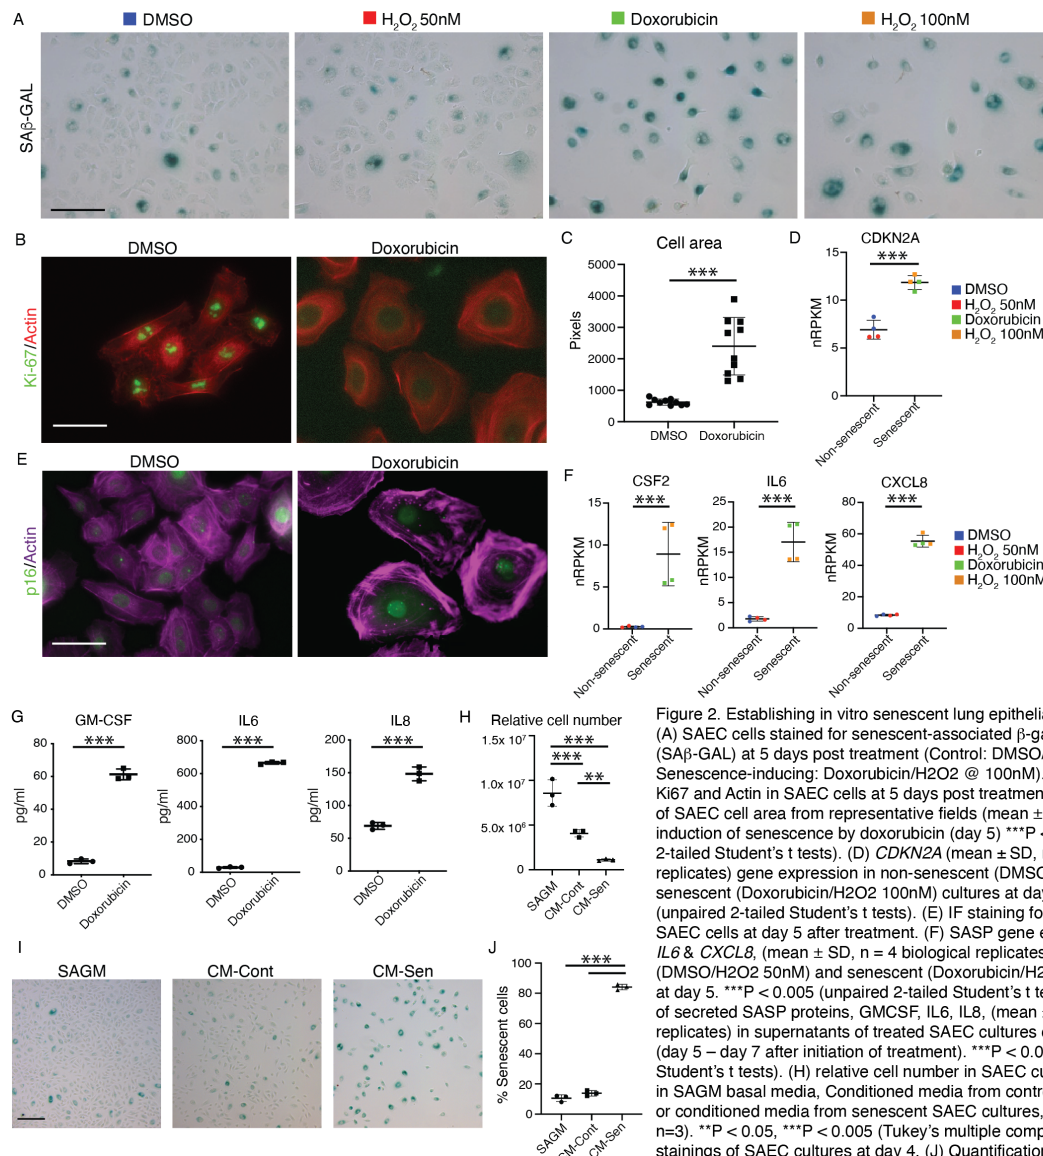 A
DMSO
H2O2 50nM
Doxorubicin
H2O2 100nM
SAβ-GAL
B
DMSO
Doxorubicin
Ki-67/Actin
C
Cell area
***
Pixels
5000
4000
3000
2000
1000
0
DMSO
Doxorubicin
D
CDKN2A
***
nRPKM
15
10
5
0
Non-senescent
Senescent
DMSO
H2O2 50nM
Doxorubicin
H2O2 100nM
E
DMSO
Doxorubicin
p16/Actin
F
CSF2
***
nRPKM
15
10
5
0
Non-senescent
Senescent
IL6
***
nRPKM
25
20
15
10
5
0
Non-senescent
Senescent
CXCL8
***
nRPKM
80
60
40
20
0
Non-senescent
Senescent
DMSO
H2O2 50nM
Doxorubicin
H2O2 100nM
G
GM-CSF
***
pg/ml
80
60
40
20
0
DMSO
Doxorubicin
IL6
***
pg/ml
800
600
400
200
0
DMSO
Doxorubicin
IL8
***
pg/ml
200
150
100
50
0
DMSO
Doxorubicin
H
Relative cell number
***
***
**
1.5x 10⁷
1.0x 10⁷
5.0x 10⁶
0
SAGM
CM-Cont
CM-Sen
I
SAGM
CM-Cont
CM-Sen
J
***
% Senescent cells
100
80
60
40
20
0
SAGM
CM-Cont
CM-Sen
Figure 2. Establishing in vitro senescent lung epithelia
(A) SAEC cells stained for senescent-associated β-ga
(SAβ-GAL) at 5 days post treatment (Control: DMSO/
Senescence-inducing: Doxorubicin/H2O2 @ 100nM).
Ki67 and Actin in SAEC cells at 5 days post treatment
of SAEC cell area from representative fields (mean ±
induction of senescence by doxorubicin (day 5) ***P <
2-tailed Student's t tests). (D) CDKN2A (mean ± SD,
replicates) gene expression in non-senescent (DMSO
senescent (Doxorubicin/H2O2 100nM) cultures at day
(unpaired 2-tailed Student's t tests). (E) IF staining fo
SAEC cells at day 5 after treatment. (F) SASP gene e
IL6 & CXCL8, (mean ± SD, n = 4 biological replicates
(DMSO/H2O2 50nM) and senescent (Doxorubicin/H2
at day 5. ***P < 0.005 (unpaired 2-tailed Student's t te
of secreted SASP proteins, GMCSF, IL6, IL8, (mean ±
replicates) in supernatants of treated SAEC cultures
(day 5 – day 7 after initiation of treatment). ***P < 0.0
Student's t tests). (H) relative cell number in SAEC cu
in SAGM basal media, Conditioned media from contr
or conditioned media from senescent SAEC cultures,
n=3). **P < 0.05, ***P < 0.005 (Tukey's multiple comp
stainings of SAEC cultures at day 4. (J) Quantification